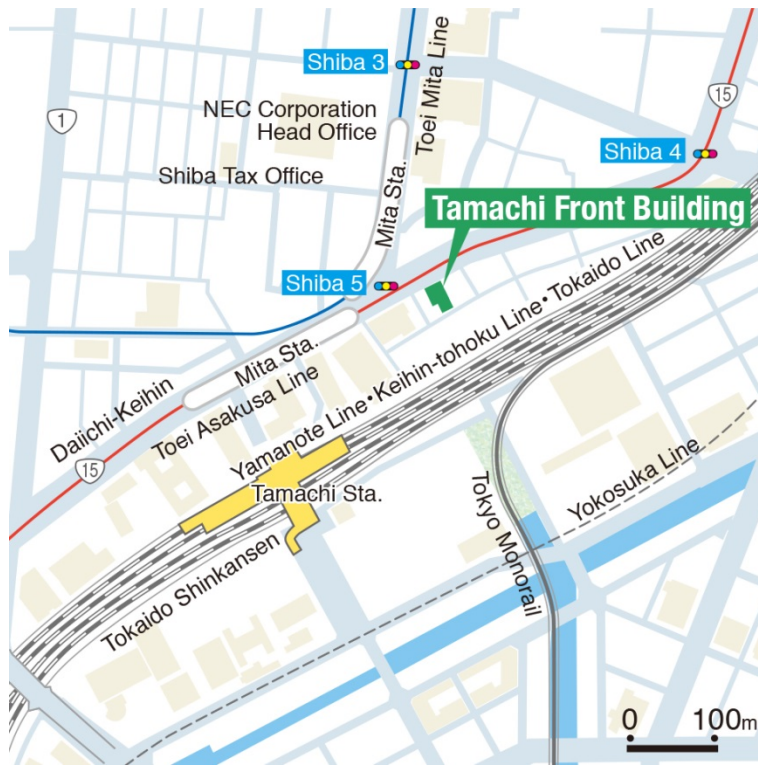 Shiba 3
1
NEC Corporation
Head Office
Toei Mita Line
15
Shiba 4
Shiba Tax Office
Mita Sta.
Tamachi Front Building
Shiba 5
Mita Sta.
Daiichi-Keihin
Toei Asakusa Line
Yamanote Line•Keihin-tohoku Line•Tokaido Line
15
Tamachi Sta.
Tokaido Shinkansen
Tokyo Monorail
Yokosuka Line
0 100m